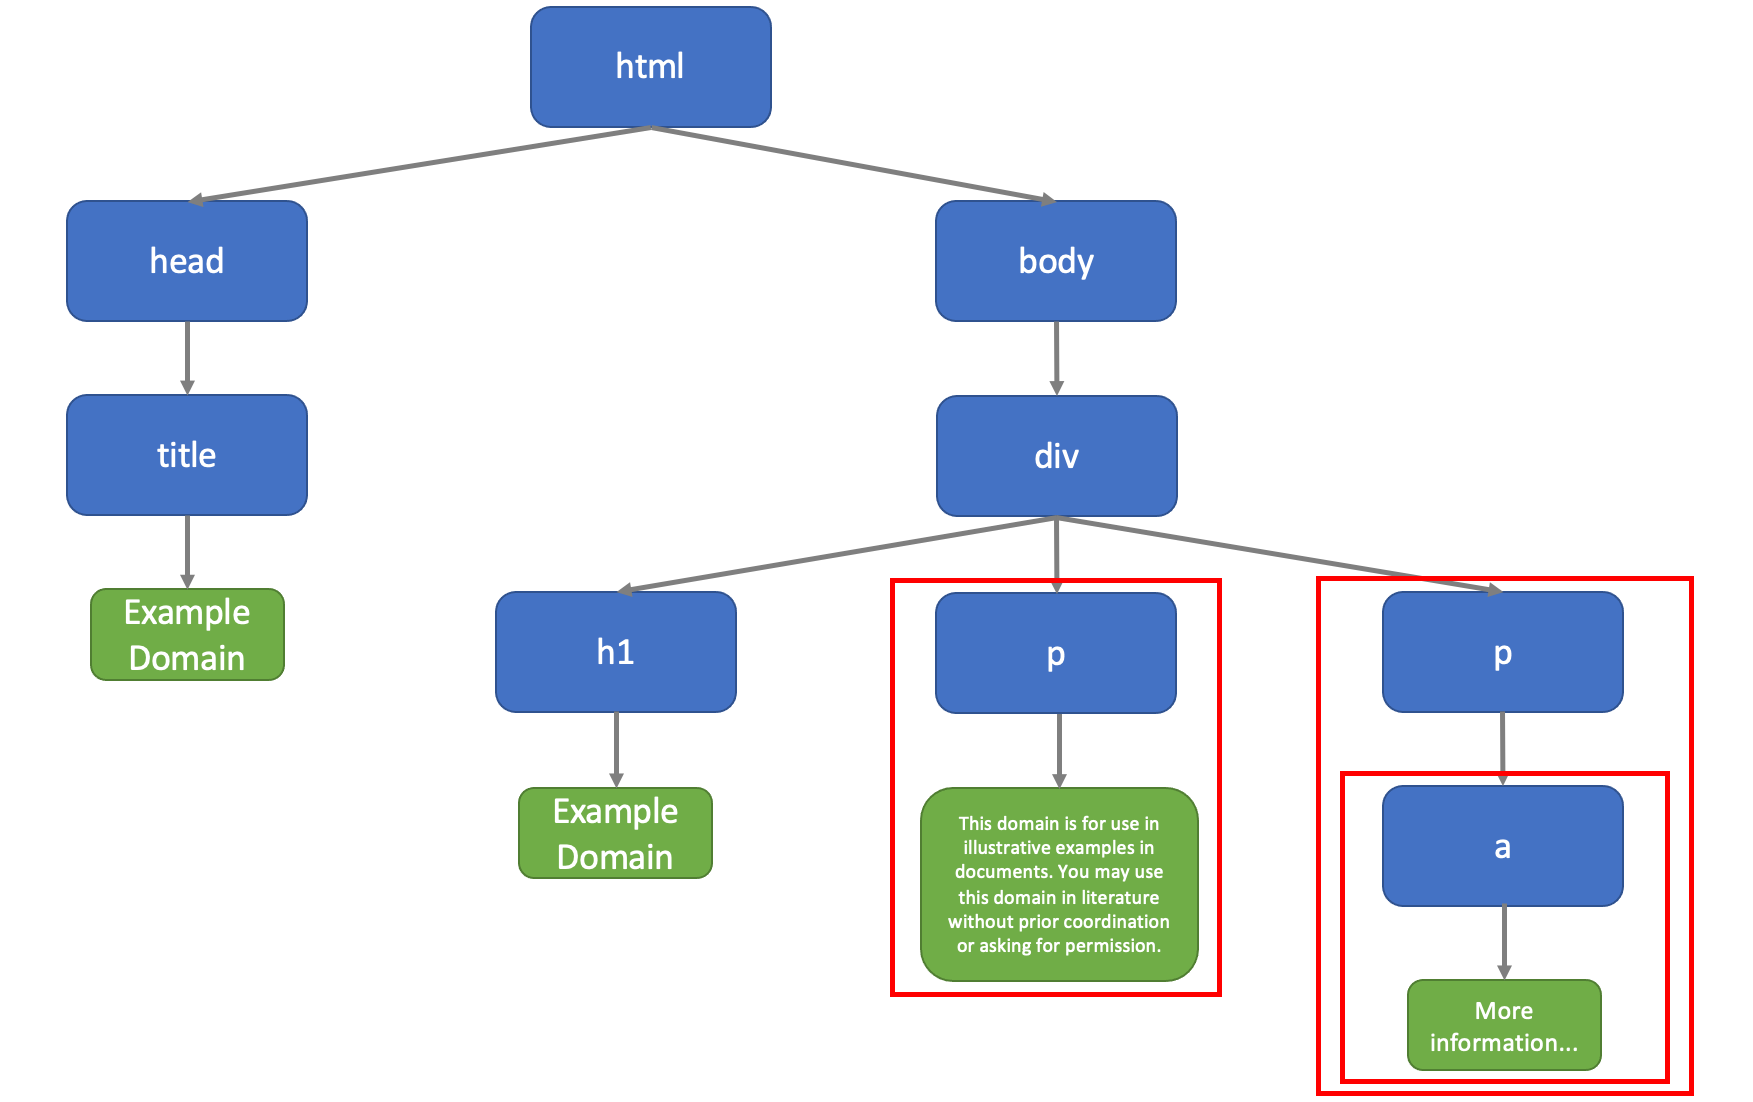 html
head
body
title
div
Example
Domain
h1
p
p
Example
Domain
This domain is for use in
illustrative examples in
documents. You may use
this domain in literature
without prior coordination
or asking for permission.
a
More
information...